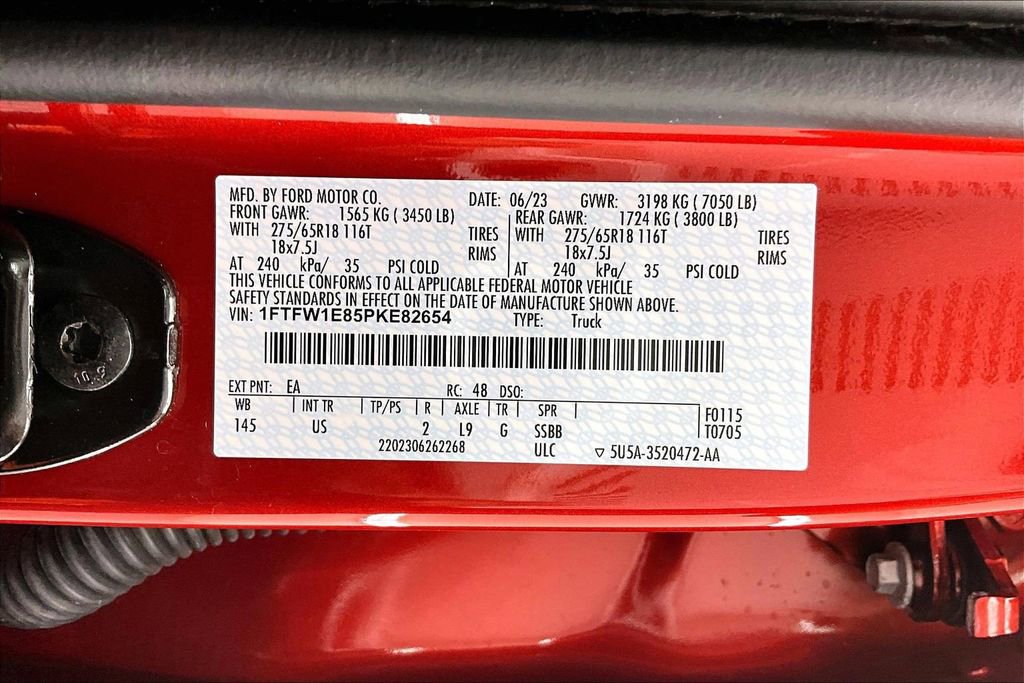 MFD. BY FORD MOTOR CO. DATE: 06/23 GVWR: 3198 KG ( 7050 LB)
FRONT GAWR: 1565 KG ( 3450 LB) REAR GAWR: 1724 KG ( 3800 LB)
WITH 275/65R18 116T TIRES WITH 275/65R18 116T TIRES
18x7.5J RIMS 18x7.5J RIMS
AT 240 kPa/ 35 PSI COLD AT 240 kPa/ 35 PSI COLD
THIS VEHICLE CONFORMS TO ALL APPLICABLE FEDERAL MOTOR VEHICLE
SAFETY STANDARDS IN EFFECT ON THE DATE OF MANUFACTURE SHOWN ABOVE.
VIN: 1FTFW1E85PKE82654 TYPE: Truck
EXT PNT: EA RC: 48 DSO:
WB INT TR TP/PS R AXLE TR SPR F0115
145 US 2 L9 G SSBB T0705
2202306262268 ULC ▽ 5U5A-3520472-AA
10.9